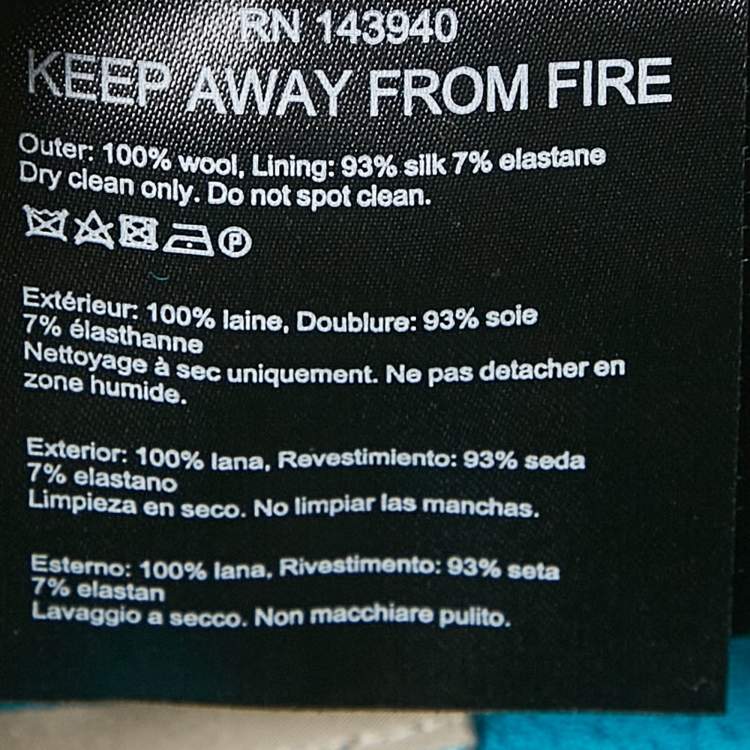 RN 143940
KEEP AWAY FROM FIRE
Outer: 100% wool, Lining: 93% silk 7% elastane
Dry clean only. Do not spot clean.
P
Extérieur: 100% laine, Doublure: 93% soie
7% élasthanne
Nettoyage à sec uniquement. Ne pas detacher en
zone humide.
Exterior: 100% lana, Revestimiento: 93% seda
7% elastano
Limpieza en seco. No limpiar las manchas.
Esterno: 100% lana, Rivestimento: 93% seta
7% elastan
Lavaggio a secco. Non macchiare pulito.